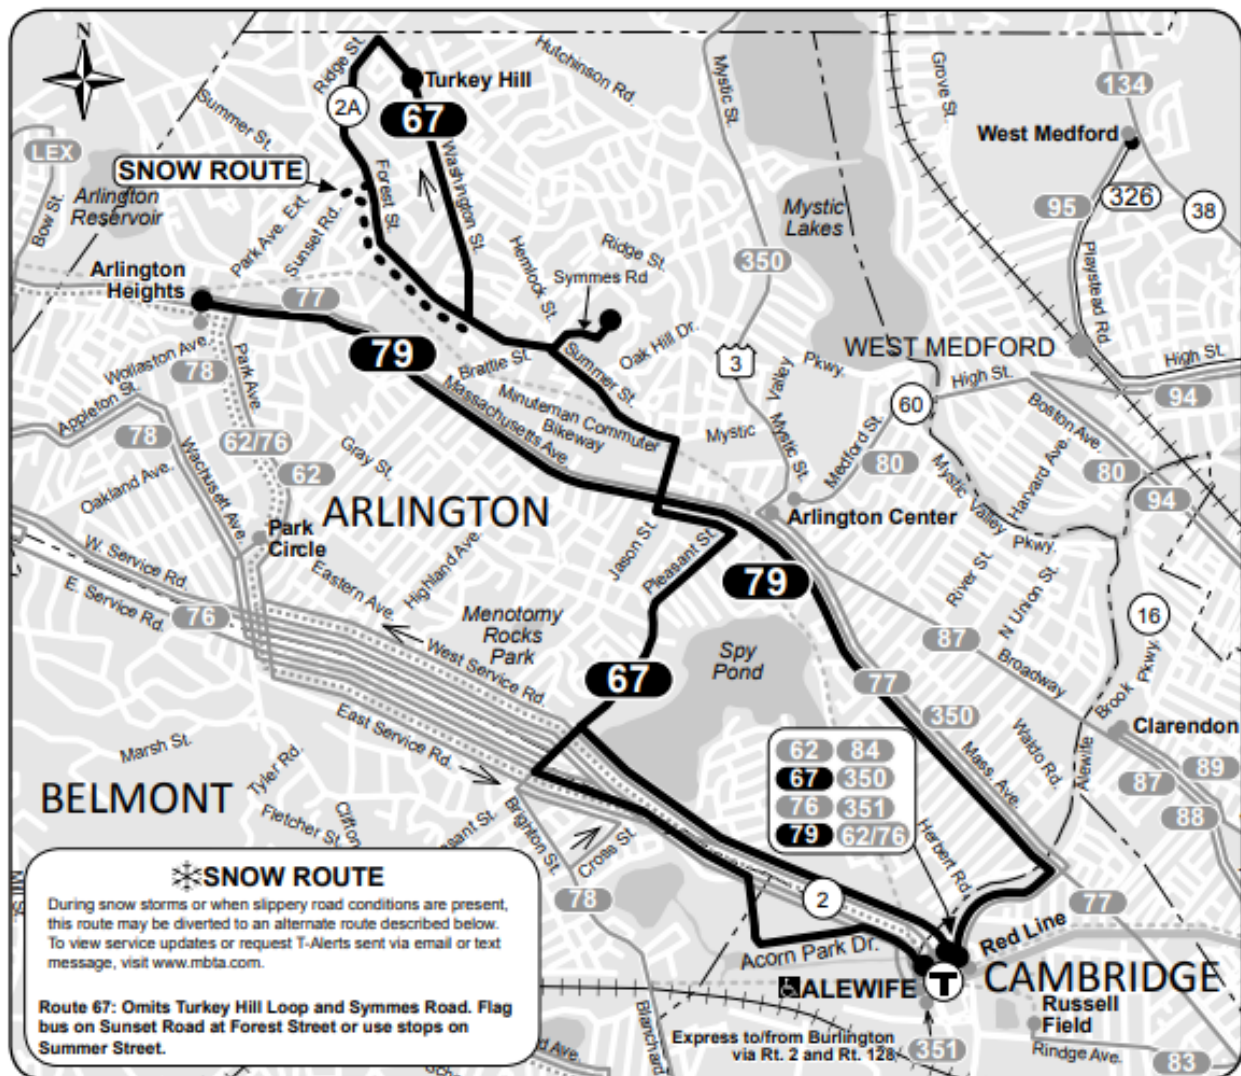 N
Ridge St.
Hutchinson Rd.
Mystic St.
Grove St.
134
Turkey Hill
2A
67
Summer St.
West Medford
LEX
SNOW ROUTE
Forest St.
Washington St.
Arlington
Reservoir
Mystic
Lakes
95
326
38
Bow St.
Park Ave. Ext.
Sunset Rd.
Hemlock St.
Ridge St.
Symmes Rd
350
Playstead Rd
Arlington
Heights
77
79
Summer St.
Oak Hill Dr.
3
WEST MEDFORD
High St.
Wollaston Ave.
78
Park Ave.
Brattle St.
Massachusetts Ave.
Minuteman Commuter
Bikeway
Valley
Pkwy.
High St.
94
60
Appleton St.
78
62/76
62
Gray St.
Mystic
Mystic St.
Medford St.
80
Boston Ave.
Harvard Ave.
80
94
Oakland Ave.
Wachusett Ave.
ARLINGTON
Arlington Center
Mystic Valley
Pkwy.
Park
Circle
W. Service Rd.
E. Service Rd.
76
Eastern Ave.
Highland Ave.
Jason St.
Pleasant St.
79
River St.
N Union St.
16
Menotomy
Rocks
Park
West Service Rd.
67
Spy
Pond
87
Broadway
77
350
Alewife
Brook
Pkwy.
Clarendon
Marsh St.
East Service Rd.
Tyler Rd.
62 84
67 350
76 351
79 62/76
Mass. Ave.
Waldo Rd.
87
89
88
BELMONT
Fletcher St.
Clifton
asant St.
Brighton St.
Cross St.
Herbert Rd.
78
2
77
Mil St.
SNOW ROUTE
During snow storms or when slippery road conditions are present,
this route may be diverted to an alternate route described below.
To view service updates or request T-Alerts sent via email or text
message, visit www.mbta.com.
Route 67: Omits Turkey Hill Loop and Symmes Road. Flag
bus on Sunset Road at Forest Street or use stops on
Summer Street.
Acorn Park Dr.
Red Line
ALEWIFE
T
CAMBRIDGE
Russell
Field
Express to/from Burlington
via Rt. 2 and Rt. 128
351
Rindge Ave.
83
Blanchard
d Ave.